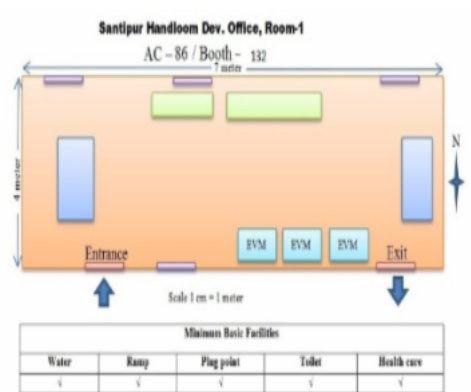 Santipur Handloom Dev. Office, Room-1
AC – 86 / Booth – 132
7 meter
4 meter
N
EVM EVM EVM
Entrance
Exit
Scale 1 cm = 1 meter
Minimum Basic Facilities
Water Ramp Plug point Toilet Health care
√ √ √ √ √